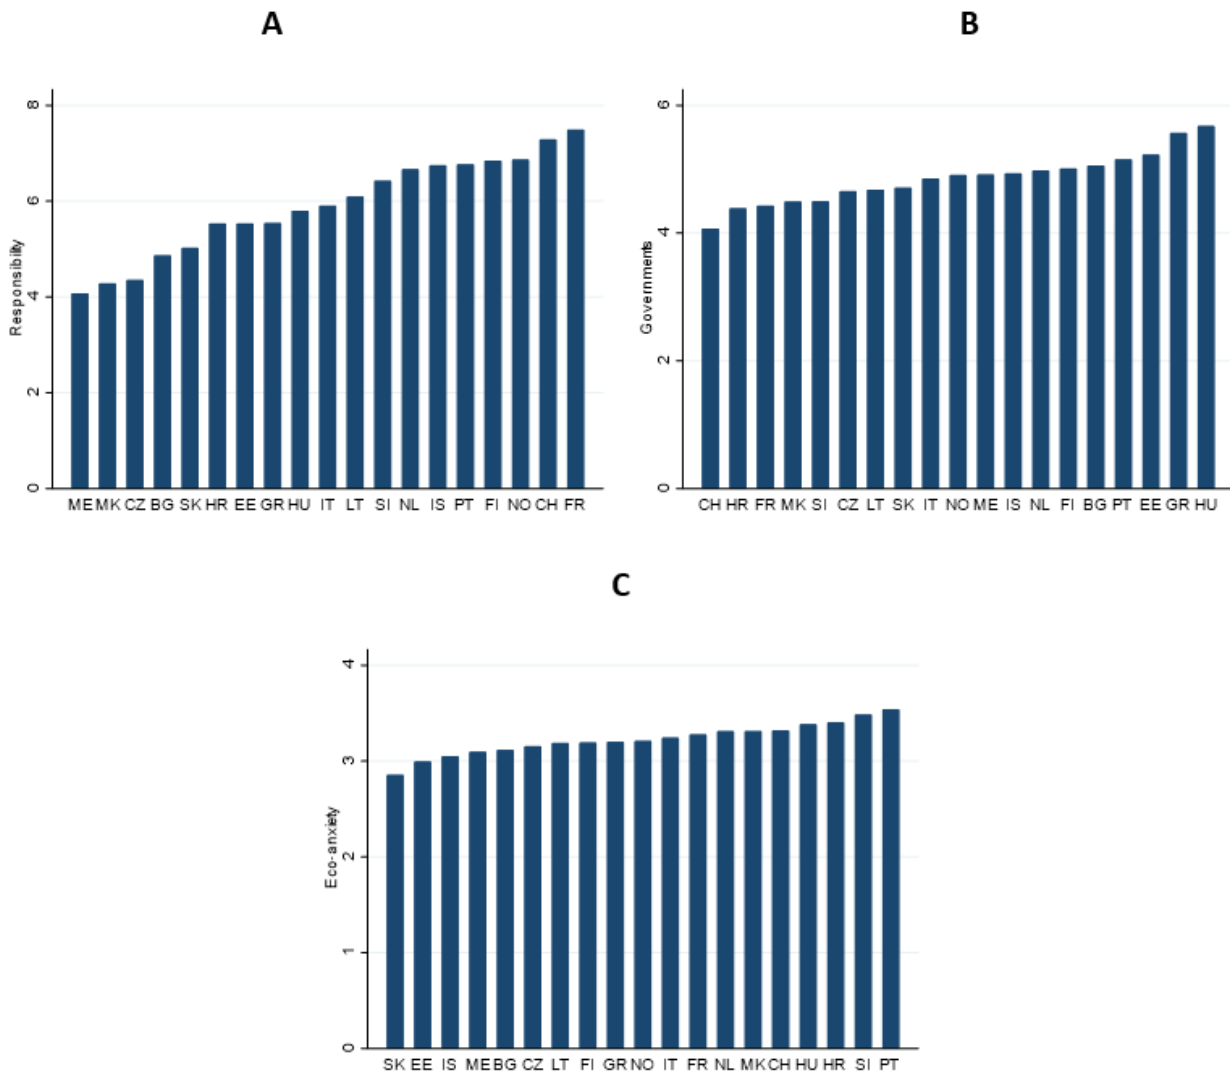 A
B
Responsibility
8
6
4
2
0
ME MK CZ BG SK HR EE GR HU IT LT SI NL IS PT FI NO CH FR
Governments
6
4
2
0
CH HR FR MK SI CZ LT SK IT NO ME IS NL FI BG PT EE GR HU
C
Eco-anxiety
4
3
2
1
0
SK EE IS ME BG CZ LT FI GR NO IT FR NL MK CH HU HR SI PT